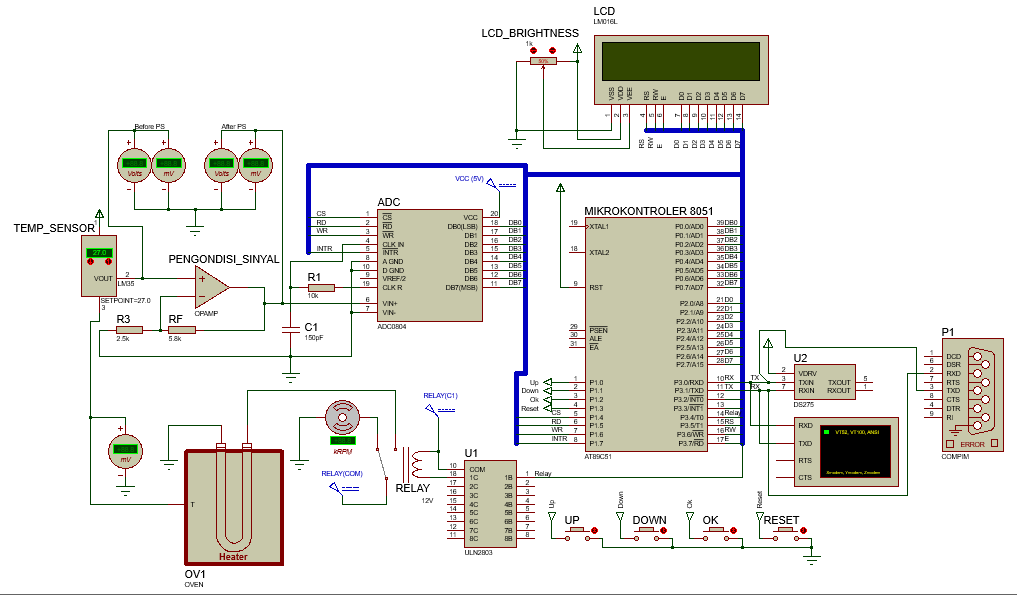 LCD
LM016L
LCD_BRIGHTNESS
1k
50%
VSS
VDD
VEE
RS
RW
E
D0
D1
D2
D3
D4
D5
D6
D7
1
2
3
4
5
6
7
8
9
10
11
12
13
14
RS
RW
E
D0
D1
D2
D3
D4
D5
D6
D7
Before PS
After PS
Volts
mV
Volts
mV
VCC (5V)
TEMP_SENSOR
1
27.0
VOUT
2
LM35
SETPOINT=27.0
3
PENGONDISI_SINYAL
OPAMP
R3
2.5k
RF
5.8k
R1
10k
C1
150pF
ADC
ADC0804
CS
RD
WR
INTR
1
2
3
4
5
8
10
9
19
6
7
CS
RD
WR
CLK IN
INTR
A GND
D GND
VREF/2
CLK R
VIN+
VIN-
VCC
DB0(LSB)
DB1
DB2
DB3
DB4
DB5
DB6
DB7(MSB)
20
18
17
16
15
14
13
12
11
DB0
DB1
DB2
DB3
DB4
DB5
DB6
DB7
MIKROKONTROLER 8051
AT89C51
19 XTAL1
18 XTAL2
9 RST
29 PSEN
30 ALE
31 EA
Up 1 P1.0
Down 2 P1.1
Ok 3 P1.2
Reset 4 P1.3
CS 5 P1.4
RD 6 P1.5
WR 7 P1.6
INTR 8 P1.7
P0.0/AD0 39 DB0
P0.1/AD1 38 DB1
P0.2/AD2 37 DB2
P0.3/AD3 36 DB3
P0.4/AD4 35 DB4
P0.5/AD5 34 DB5
P0.6/AD6 33 DB6
P0.7/AD7 32 DB7
P2.0/A8 21 D0
P2.1/A9 22 D1
P2.2/A10 23 D2
P2.3/A11 24 D3
P2.4/A12 25 D4
P2.5/A13 26 D5
P2.6/A14 27 D6
P2.7/A15 28 D7
P3.0/RXD 10 RX
P3.1/TXD 11 TX
P3.2/INT0 12
P3.3/INT1 13
P3.4/T0 14 Relay
P3.5/T1 15 RS
P3.6/WR 16 RW
P3.7/RD 17 E
TX
RX
U2
DS275
2
3
1
VDRV
TXIN
RXIN
TXOUT
RXOUT
5
7
P1
COMPIM
1 DCD
6 DSR
2 RXD
7 RTS
3 TXD
8 CTS
4 DTR
9 RI
ERROR
RXD
TXD
RTS
CTS
VT52, VT100, ANSI
Xmodem, Ymodem, Zmodem
mV
OV1
OVEN
T
Heater
kRPM
RELAY(C1)
RELAY(COM)
RELAY
12V
U1
ULN2803
10 COM
18 1C
17 2C
16 3C
15 4C
14 5C
13 6C
12 7C
11 8C
1B 1 Relay
2B 2
3B 3
4B 4
5B 5
6B 6
7B 7
8B 8
Up
Down
Ok
Reset
UP
DOWN
OK
RESET